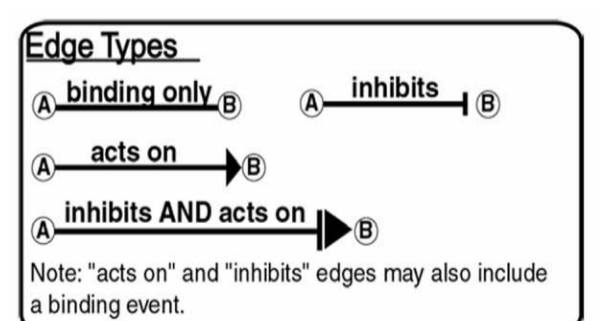 Edge Types
A binding only B
A inhibits B
A acts on B
A inhibits AND acts on B
Note: "acts on" and "inhibits" edges may also include
a binding event.